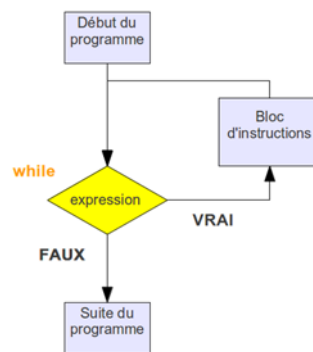 Début du
programme
Bloc
d'instructions
while
expression
VRAI
FAUX
Suite du
programme